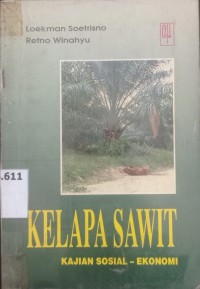 Loekman Soetrisno
Retno Winahyu
.611
KELAPA SAWIT
KAJIAN SOSIAL - EKONOMI